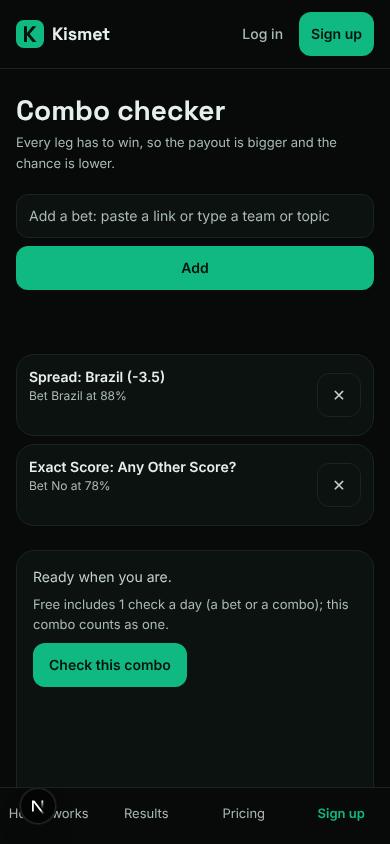 K Kismet
Log in
Sign up
Combo checker
Every leg has to win, so the payout is bigger and the
chance is lower.
Add a bet: paste a link or type a team or topic
Add
Spread: Brazil (-3.5)
Bet Brazil at 88%
✕
Exact Score: Any Other Score?
Bet No at 78%
✕
Ready when you are.
Free includes 1 check a day (a bet or a combo); this
combo counts as one.
Check this combo
N
works
Results
Pricing
Sign up